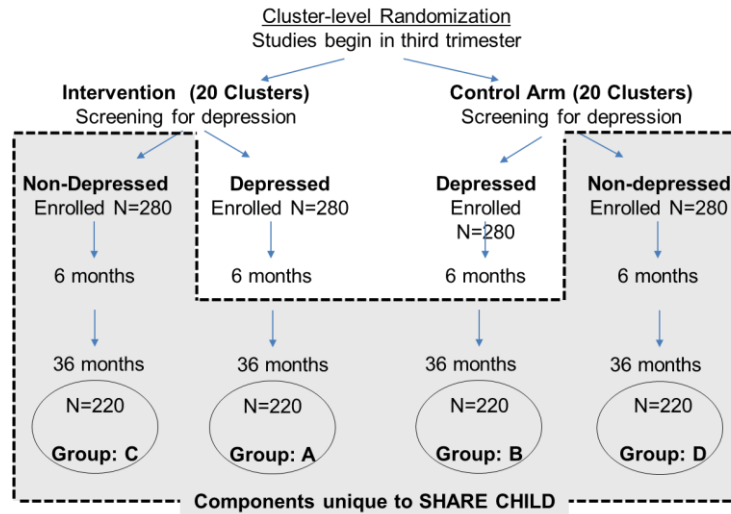 Cluster-level Randomization
Studies begin in third trimester
Intervention (20 Clusters)
Screening for depression
Control Arm (20 Clusters)
Screening for depression
Non-Depressed
Enrolled N=280
Depressed
Enrolled N=280
Depressed
Enrolled
N=280
Non-depressed
Enrolled N=280
6 months
6 months
6 months
6 months
36 months
36 months
36 months
36 months
N=220
N=220
N=220
N=220
Group: C
Group: A
Group: B
Group: D
Components unique to SHARE CHILD